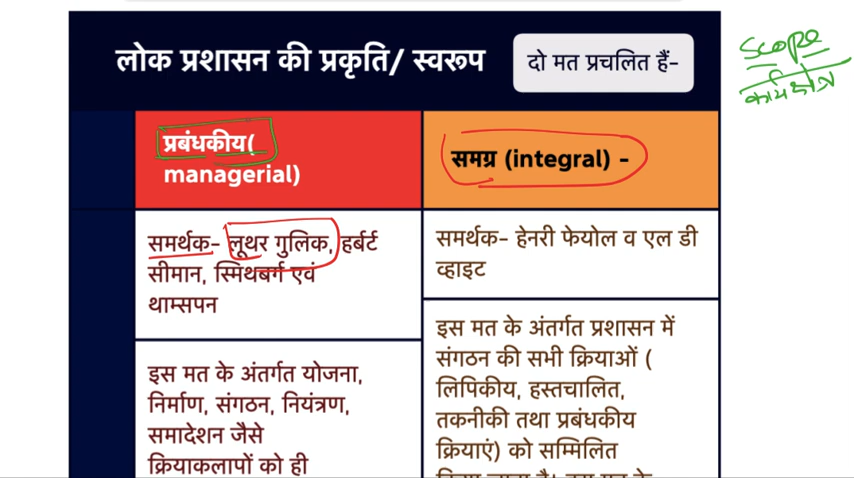 लोक प्रशासन की प्रकृति/ स्वरूप
दो मत प्रचलित हैं-
scope
कार्यक्षेत्र
प्रबंधकीय(
managerial)
समग्र (integral) -
समर्थक- लूथर गुलिक, हर्बर्ट
सीमान, स्मिथबर्ग एवं
थाम्सपन
समर्थक- हेनरी फेयोल व एल डी
व्हाइट
इस मत के अंतर्गत योजना,
निर्माण, संगठन, नियंत्रण,
समादेशन जैसे
क्रियाकलापों को ही
इस मत के अंतर्गत प्रशासन में
संगठन की सभी क्रियाओं (
लिपिकीय, हस्तचालित,
तकनीकी तथा प्रबंधकीय
क्रियाएं) को सम्मिलित